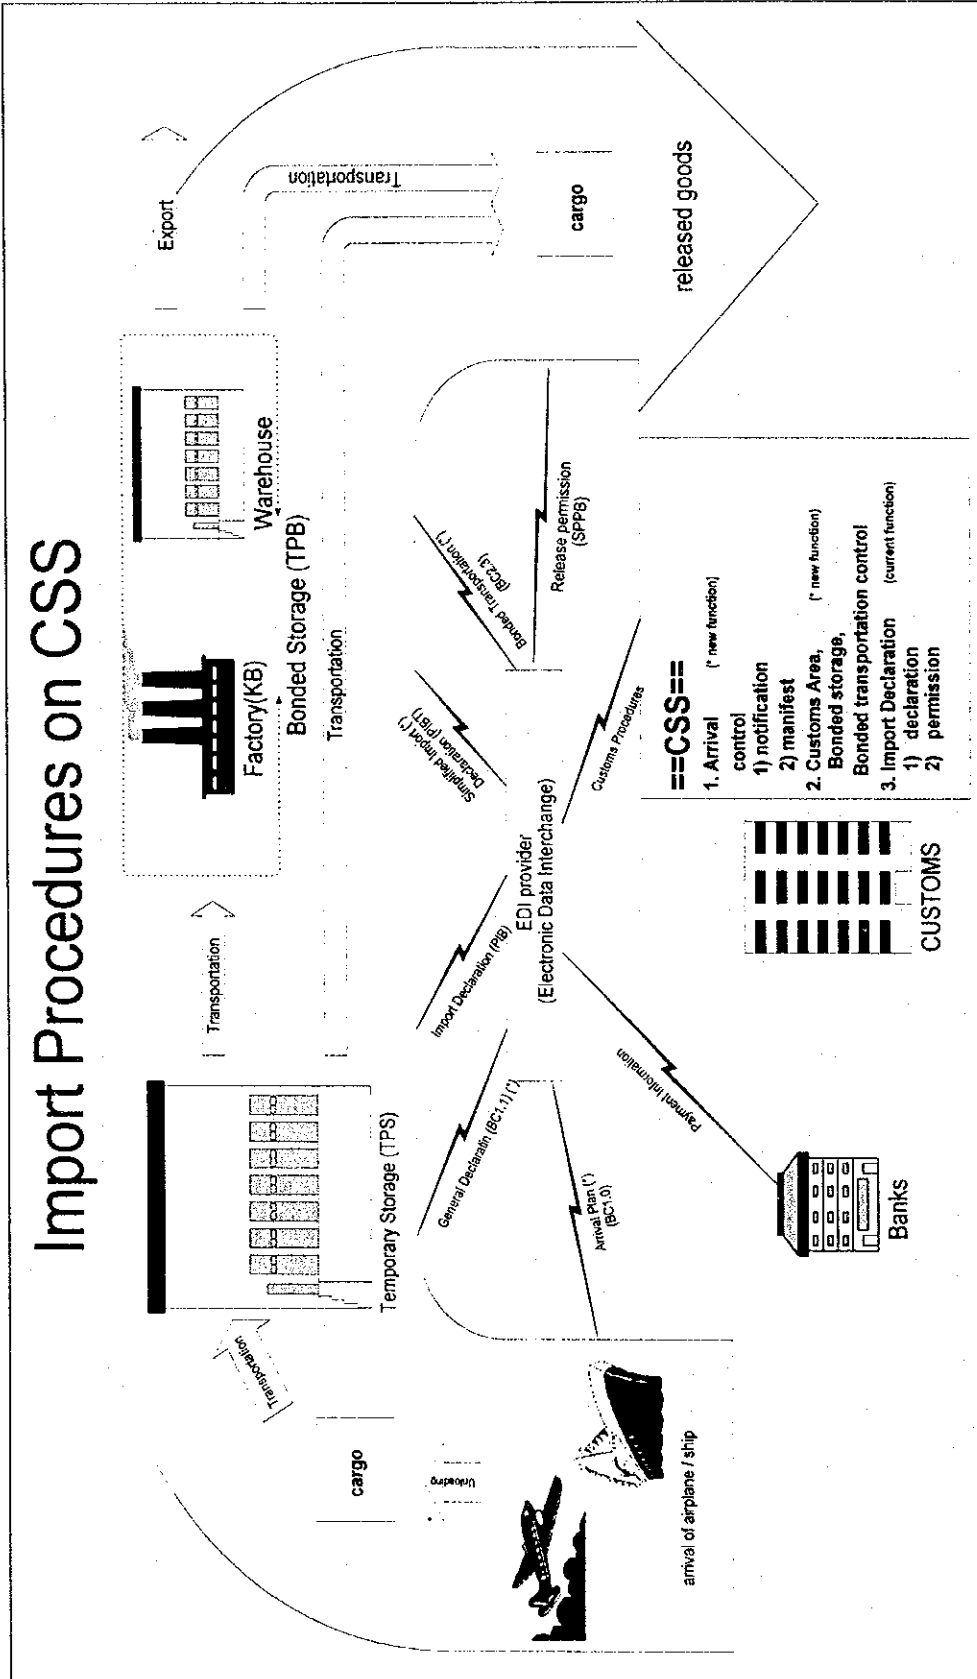 Import Procedures on CSS
Export
Transportation
Factory(KB)
Warehouse
Bonded Storage (TPB)
Transportation
Transportation
Transportation
Temporary Storage (TPS)
cargo
Unloading
arrival of airplane / ship
General Declaratin (BC1.1) (*)
Import Declaration (PIB)
Simplified Import (*)
Declaration (PIBT)
Bonded Transportation (*)
(BC2.3)
Release permission
(SPPB)
Arrival Plan (*)
(BC1.0)
EDI provider
(Electronic Data Interchange)
Customs Procedures
Payment Information
Banks
CUSTOMS
cargo
released goods
==CSS==
1. Arrival (* new function)
control
1) notification
2) manifest
2. Customs Area, (* new function)
Bonded storage,
Bonded transportation control
3. Import Declaration (current function)
1) declaration
2) permission